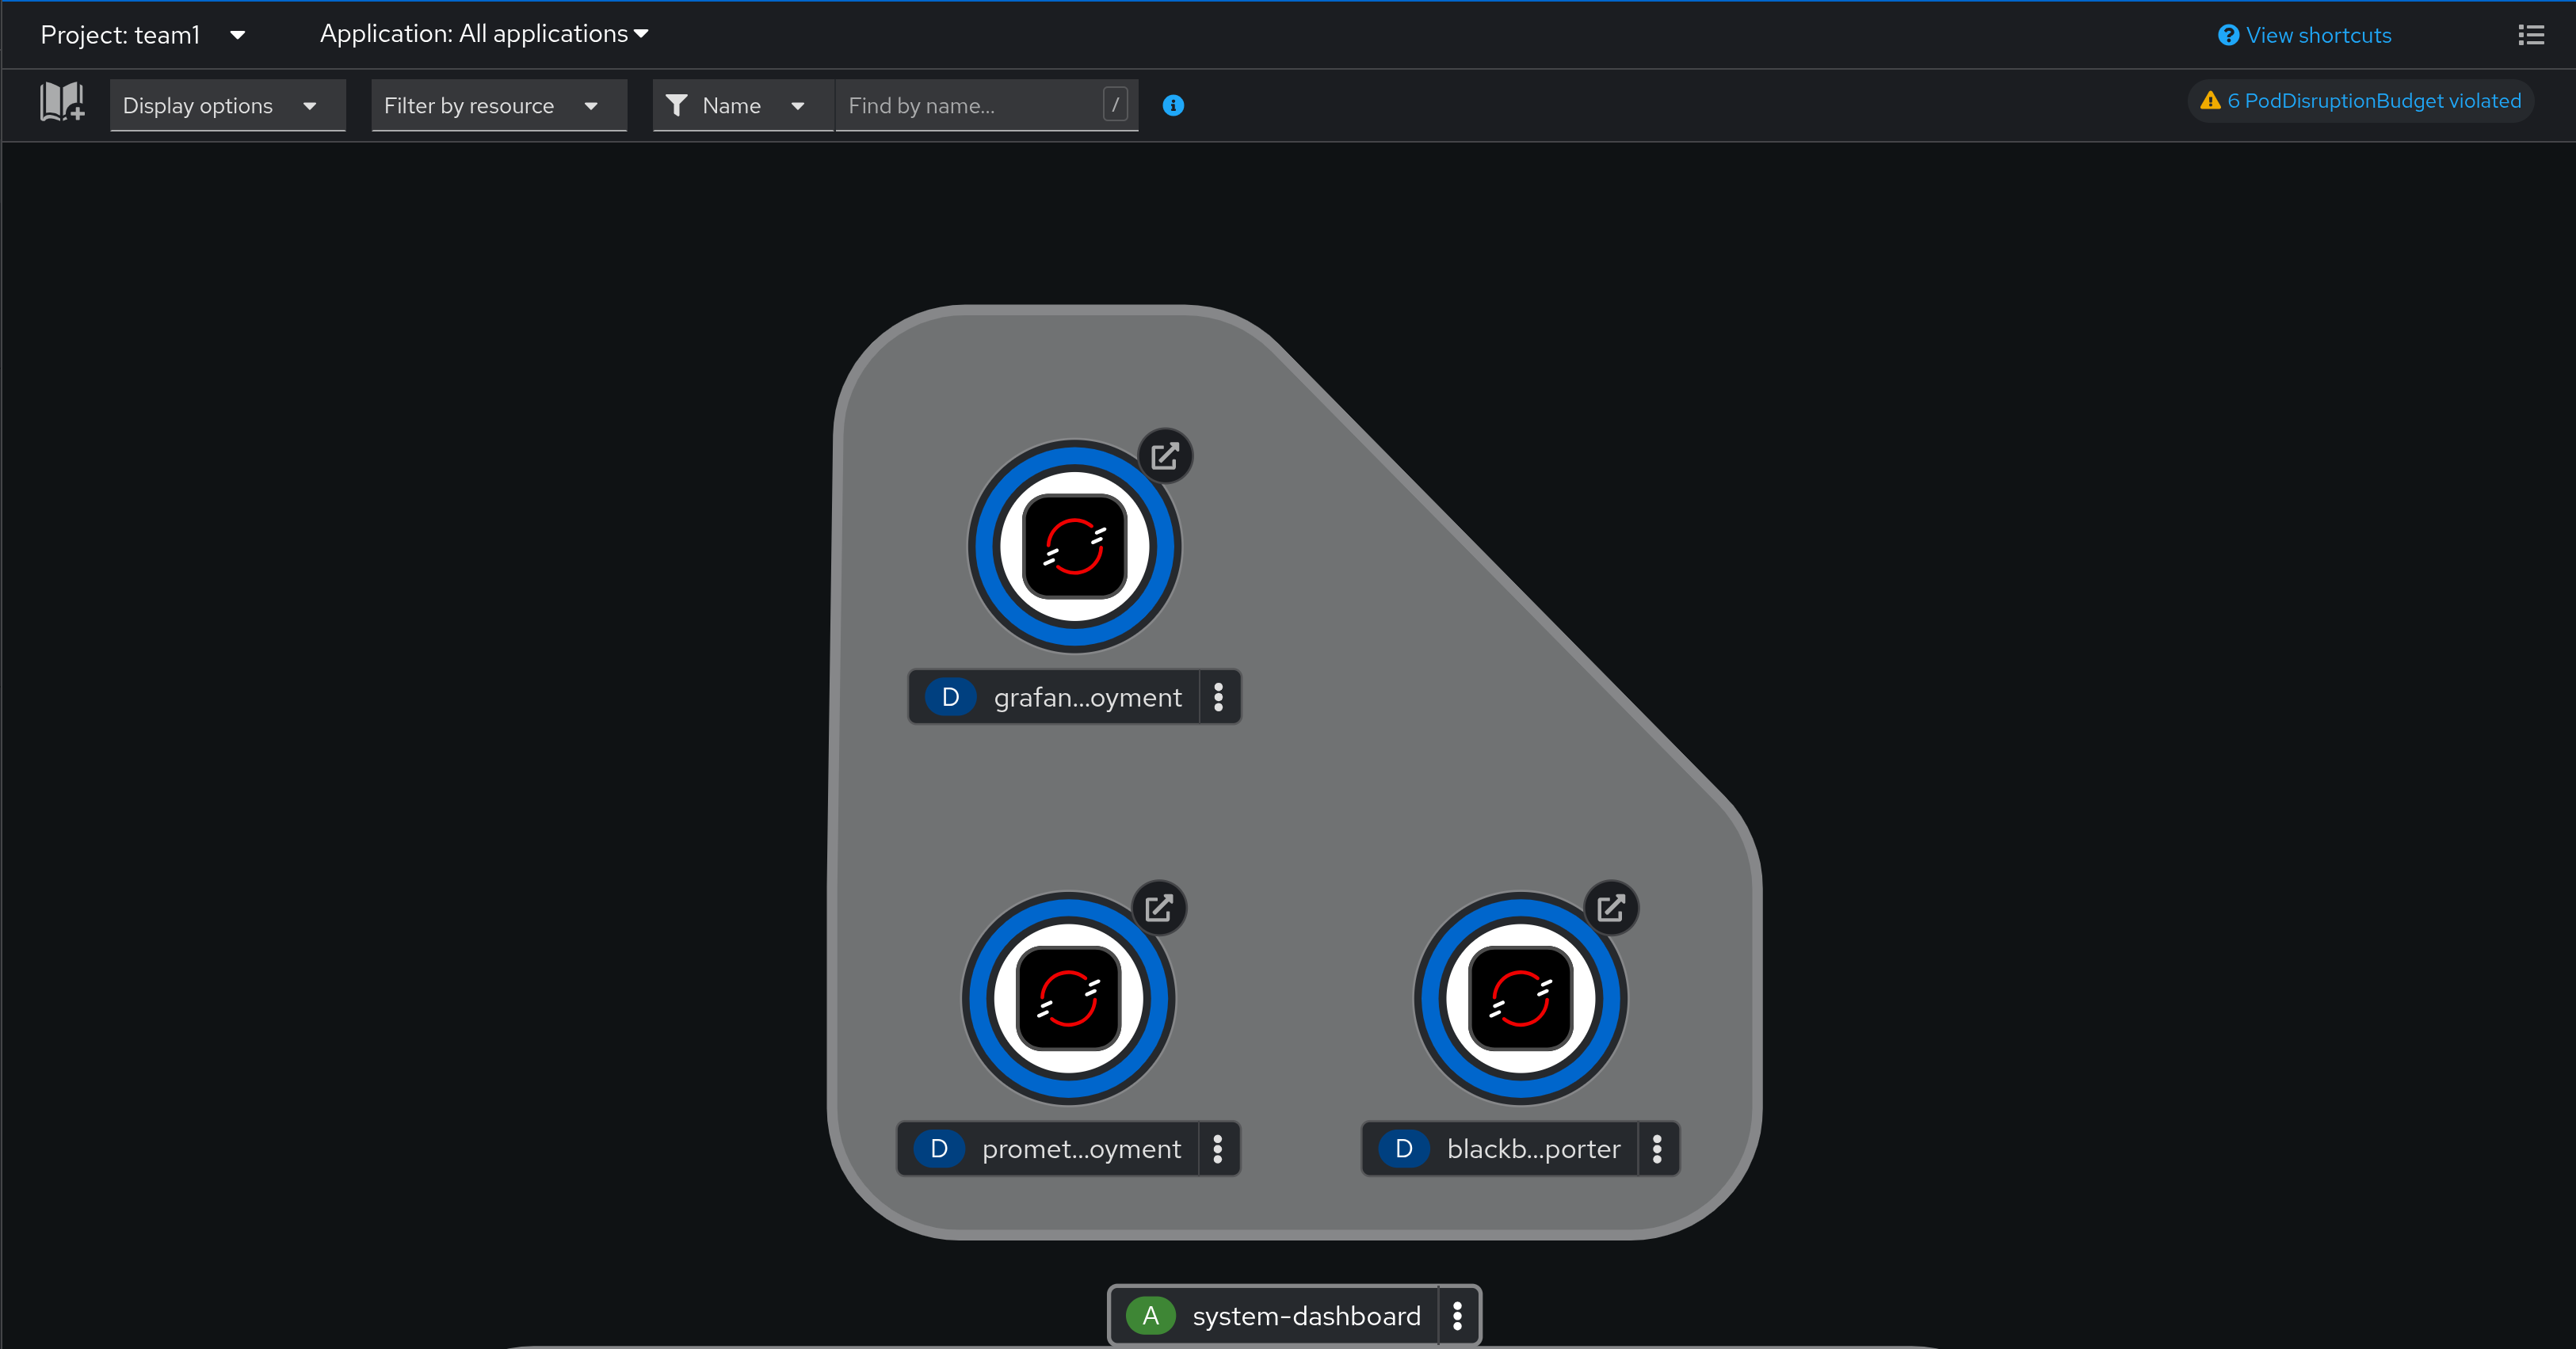 Project: team1
Application: All applications
View shortcuts
Display options
Filter by resource
Name
Find by name...
/
6 PodDisruptionBudget violated
D grafan...oyment
D promet...oyment
D blackb...porter
A system-dashboard